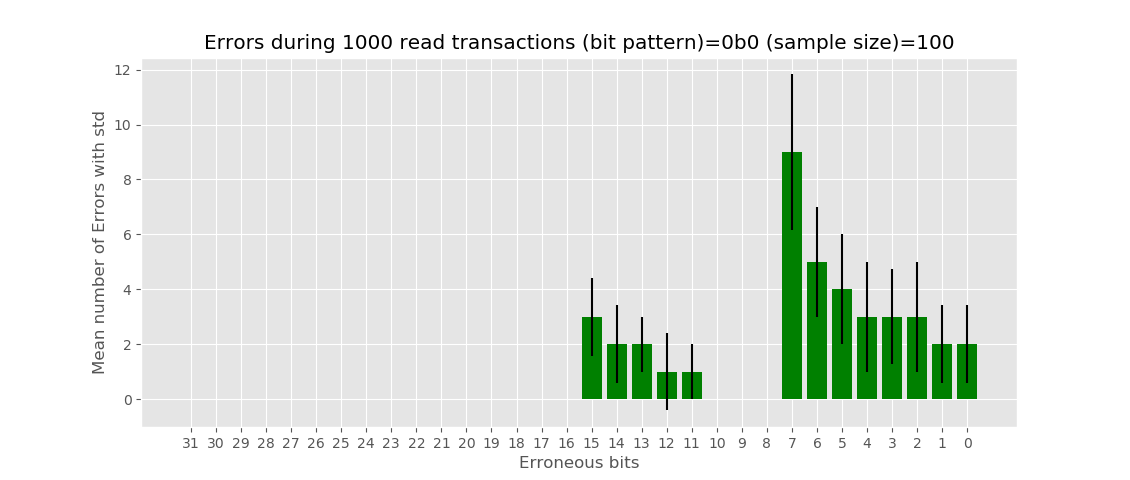 Errors during 1000 read transactions (bit pattern)=0b0 (sample size)=100
Mean number of Errors with std
12
10
8
6
4
2
0
31 30 29 28 27 26 25 24 23 22 21 20 19 18 17 16 15 14 13 12 11 10 9 8 7 6 5 4 3 2 1 0
Erroneous bits